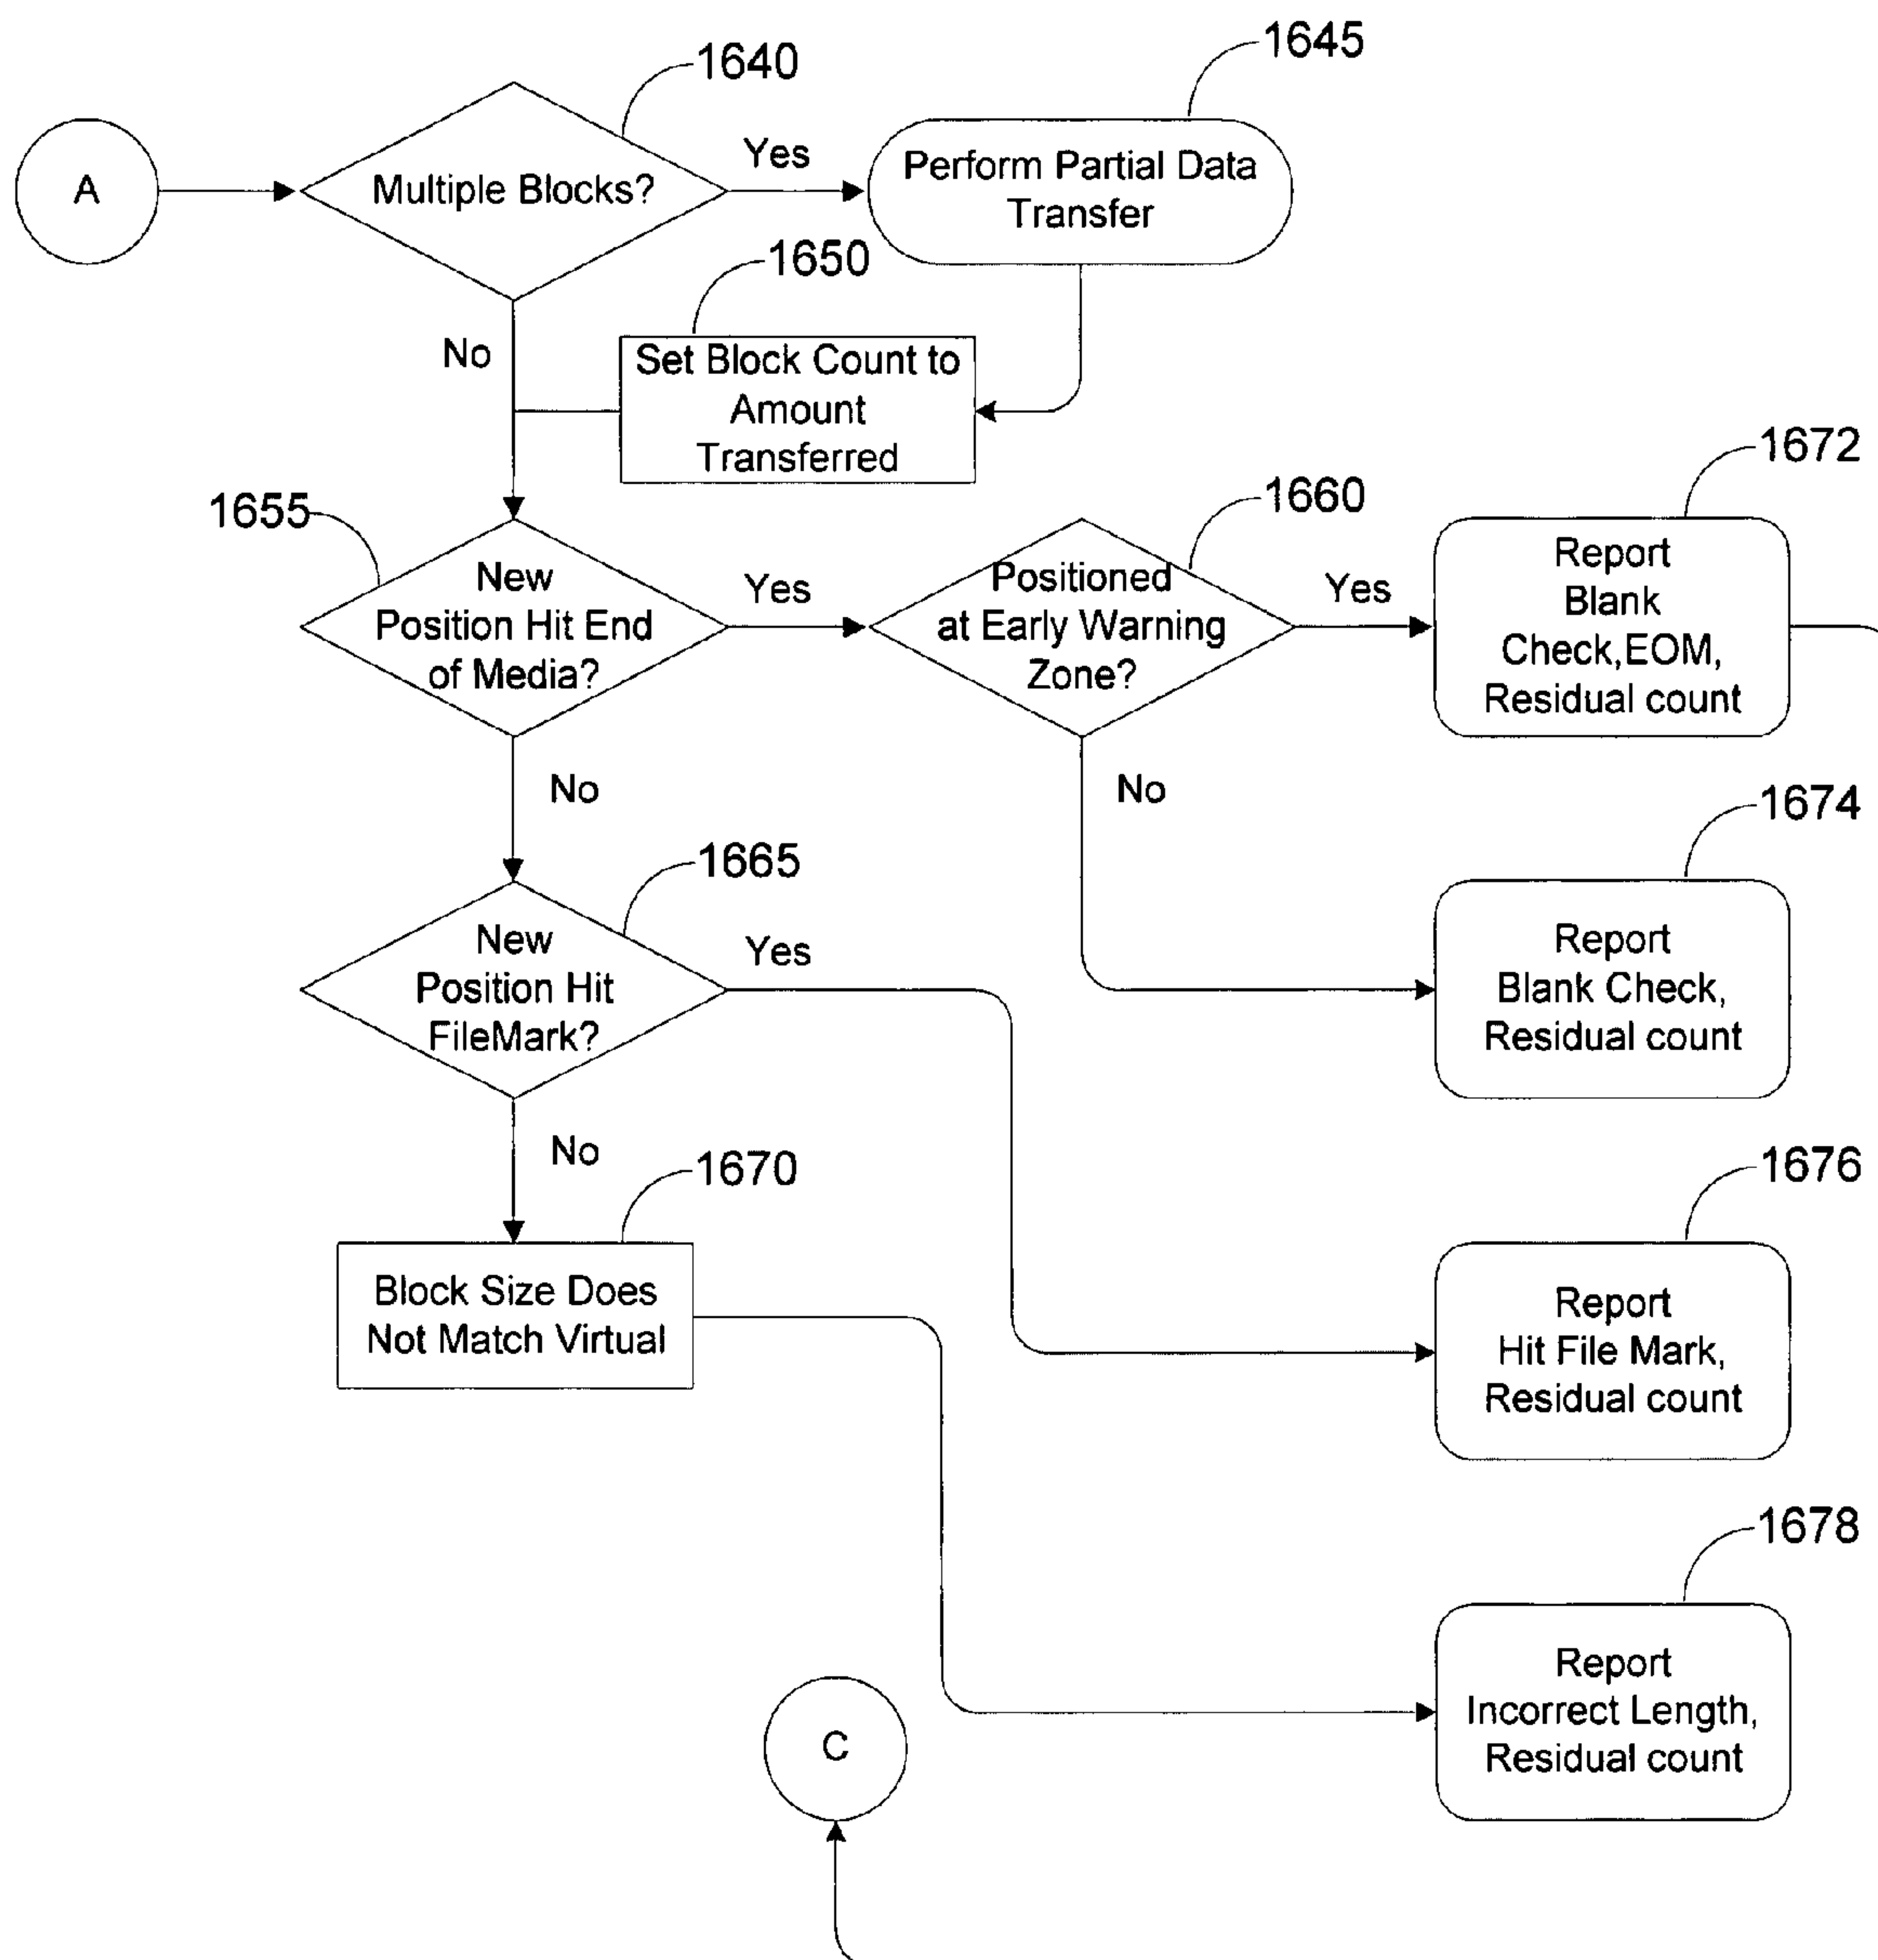 1645
1640
A
Multiple Blocks?
Yes
Perform Partial Data
Transfer
1650
No
Set Block Count to
Amount
Transferred
1672
1655
1660
New
Position Hit End
of Media?
Yes
Positioned
at Early Warning
Zone?
Yes
Report
Blank
Check,EOM,
Residual count
No
No
1674
1665
New
Position Hit
FileMark?
Yes
Report
Blank Check,
Residual count
No
1670
1676
Block Size Does
Not Match Virtual
Report
Hit File Mark,
Residual count
1678
Report
Incorrect Length,
Residual count
C